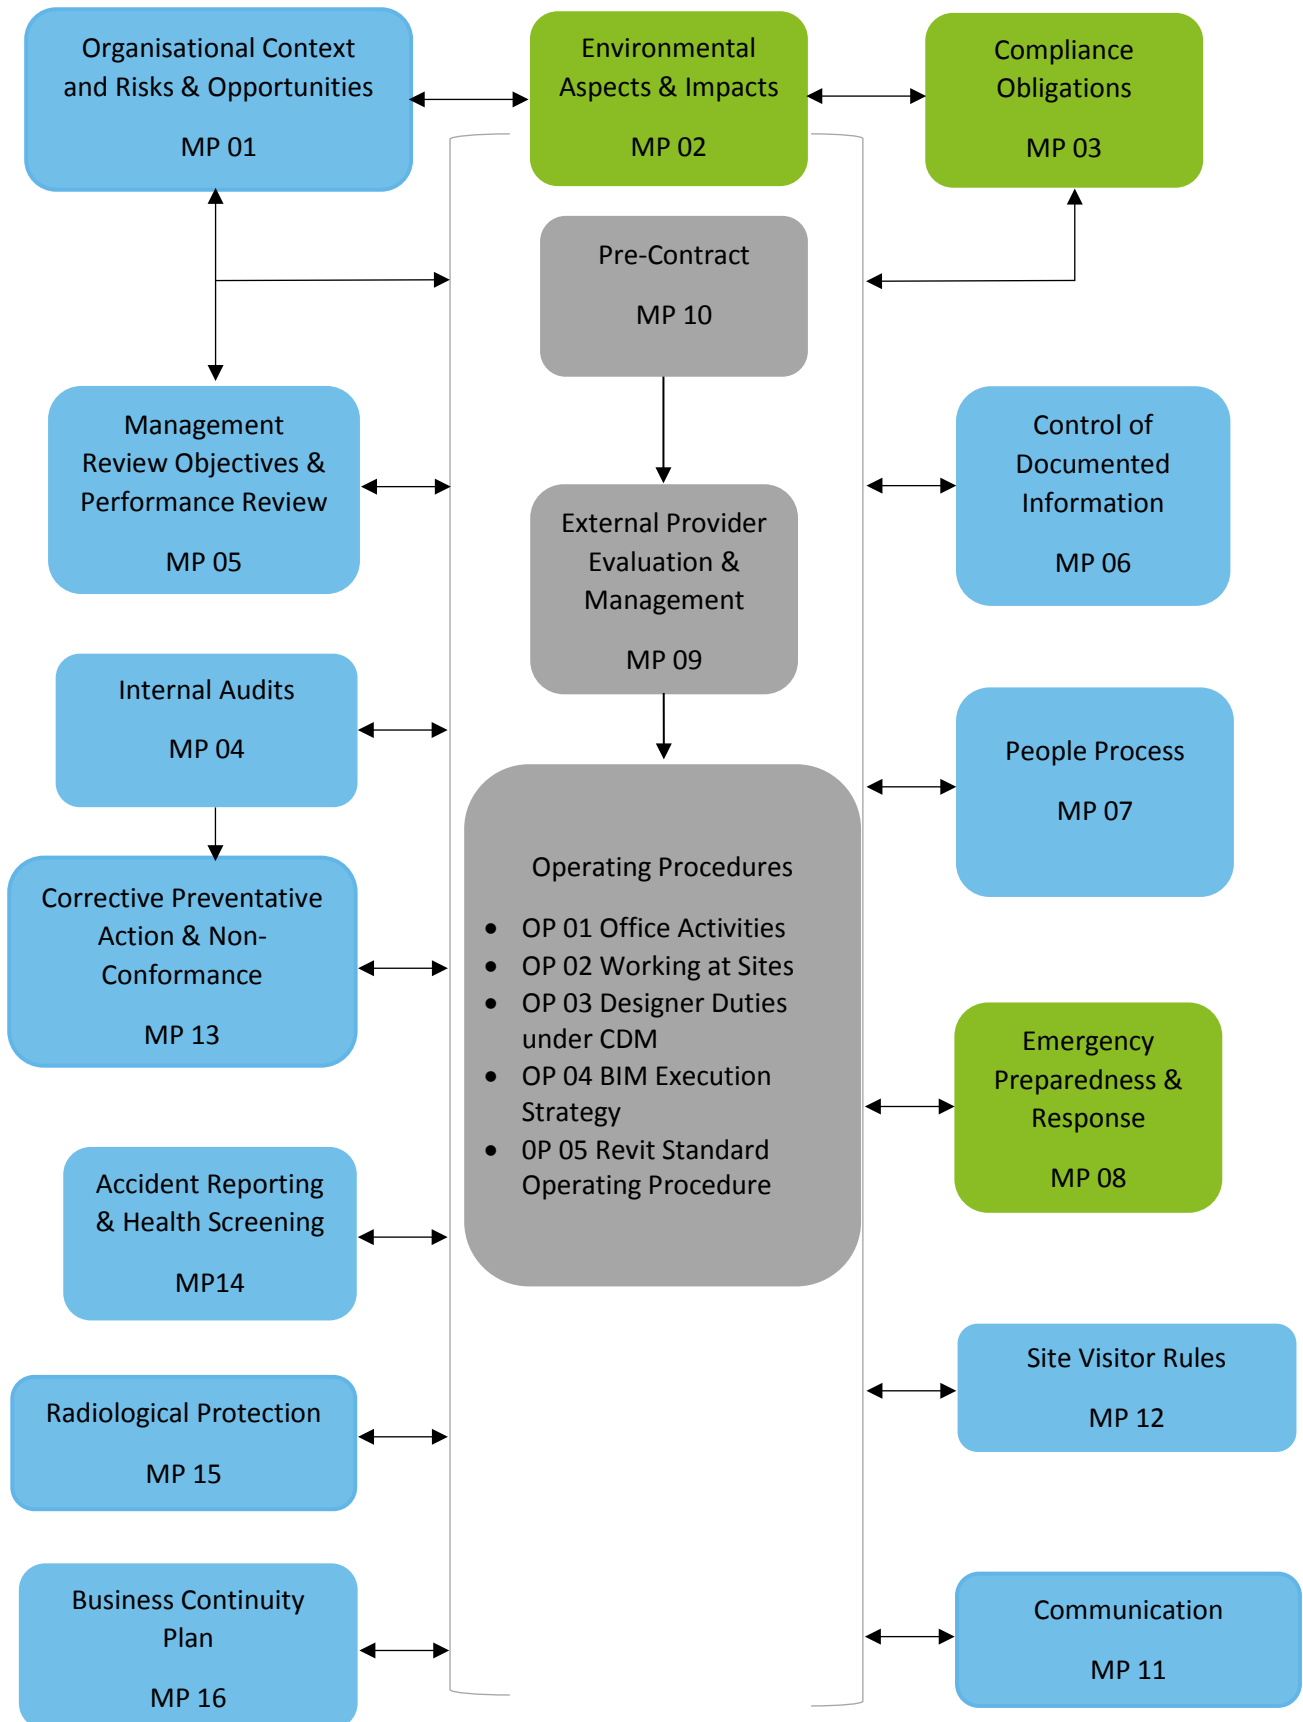 Organisational Context
and Risks & Opportunities
MP 01
Environmental
Aspects & Impacts
MP 02
Compliance
Obligations
MP 03
Pre-Contract
MP 10
Management
Review Objectives &
Performance Review
MP 05
Control of
Documented
Information
MP 06
External Provider
Evaluation &
Management
MP 09
Internal Audits
MP 04
People Process
MP 07
Operating Procedures
• OP 01 Office Activities
• OP 02 Working at Sites
• OP 03 Designer Duties
under CDM
• OP 04 BIM Execution
Strategy
• 0P 05 Revit Standard
Operating Procedure
Corrective Preventative
Action & Non-
Conformance
MP 13
Emergency
Preparedness &
Response
MP 08
Accident Reporting
& Health Screening
MP14
Site Visitor Rules
MP 12
Radiological Protection
MP 15
Business Continuity
Plan
MP 16
Communication
MP 11